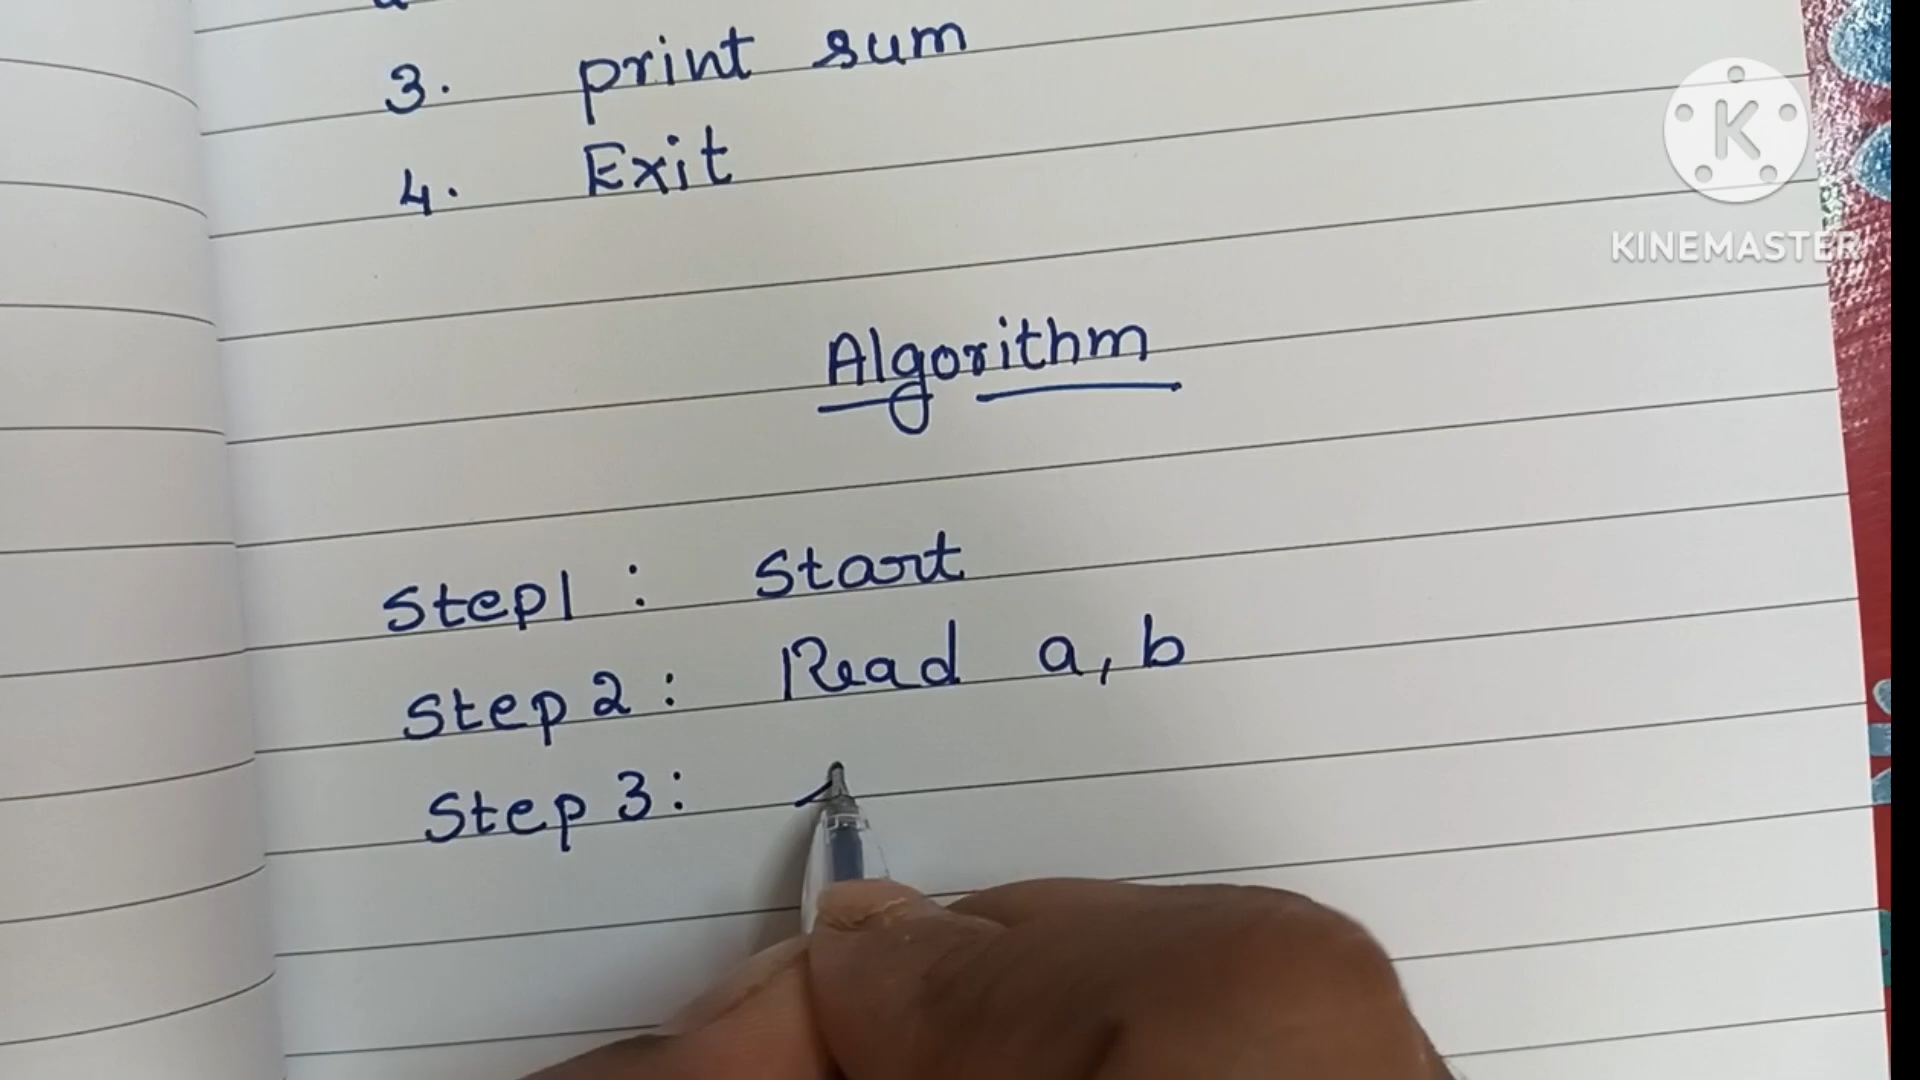 3. print sum
4. Exit
K
KINEMASTER
Algorithm
Step1 : Start
Step 2 : Read a, b
Step 3 :